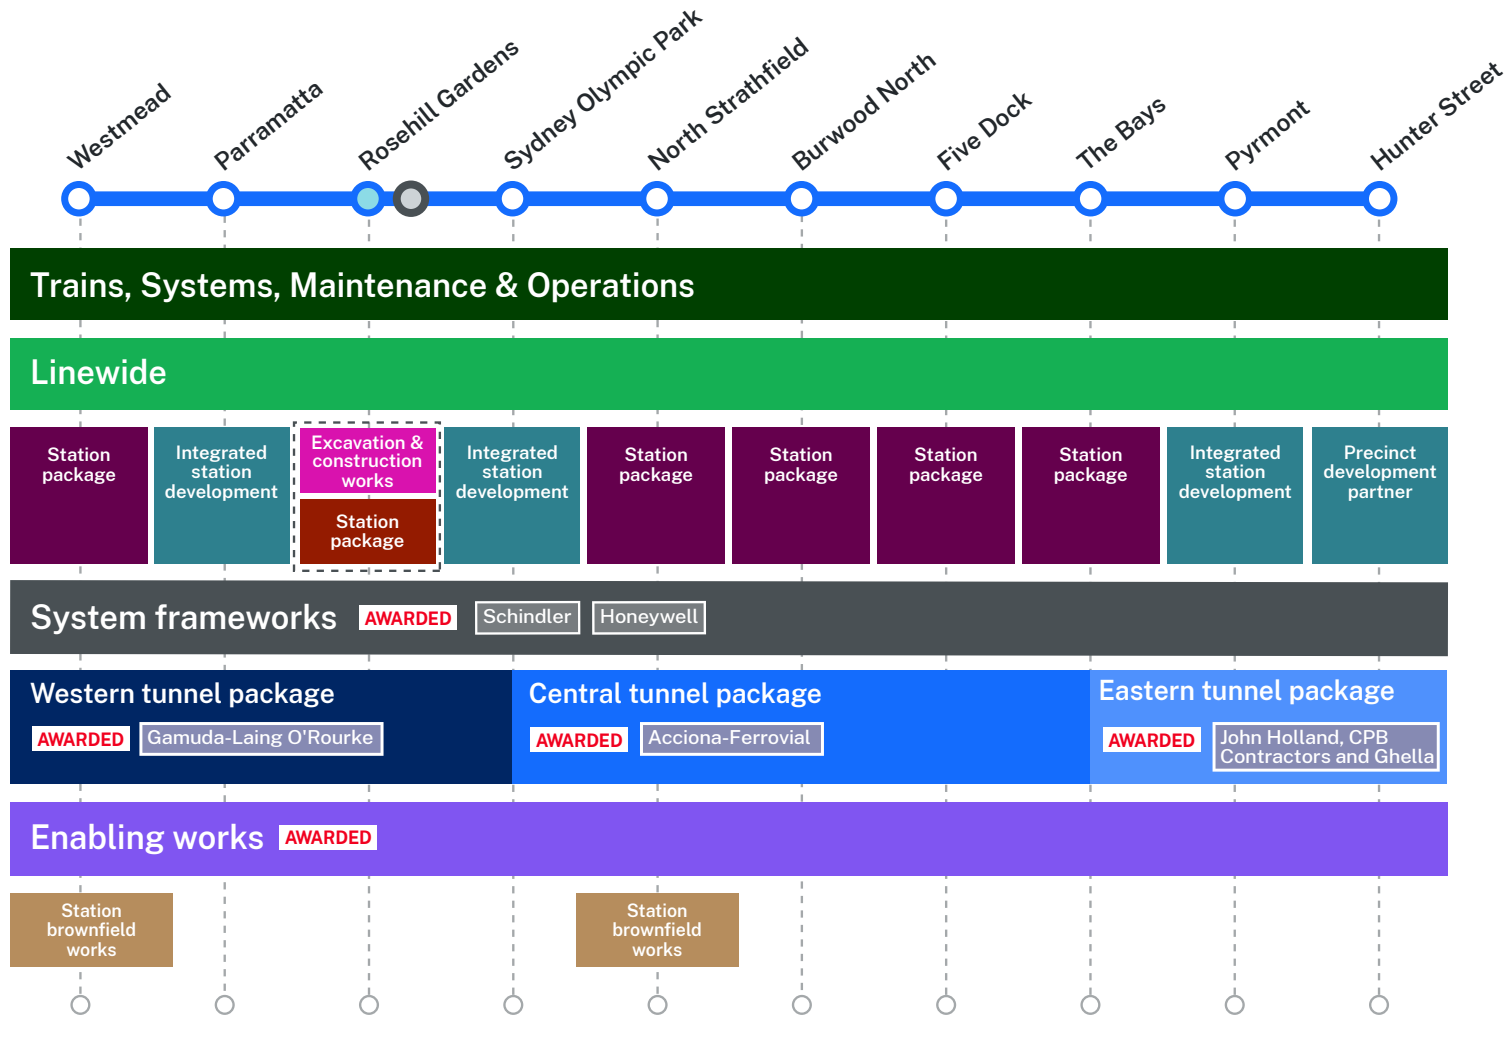 Westmead
Parramatta
Rosehill Gardens
Sydney Olympic Park
North Strathfield
Burwood North
Five Dock
The Bays
Pyrmont
Hunter Street
Trains, Systems, Maintenance & Operations
Linewide
Station
package
Integrated
station
development
Excavation &
construction
works
Station
package
Integrated
station
development
Station
package
Station
package
Station
package
Station
package
Integrated
station
development
Precinct
development
partner
System frameworks AWARDED Schindler Honeywell
Western tunnel package
AWARDED Gamuda-Laing O'Rourke
Central tunnel package
AWARDED Acciona-Ferrovial
Eastern tunnel package
AWARDED John Holland, CPB
Contractors and Ghella
Enabling works AWARDED
Station
brownfield
works
Station
brownfield
works